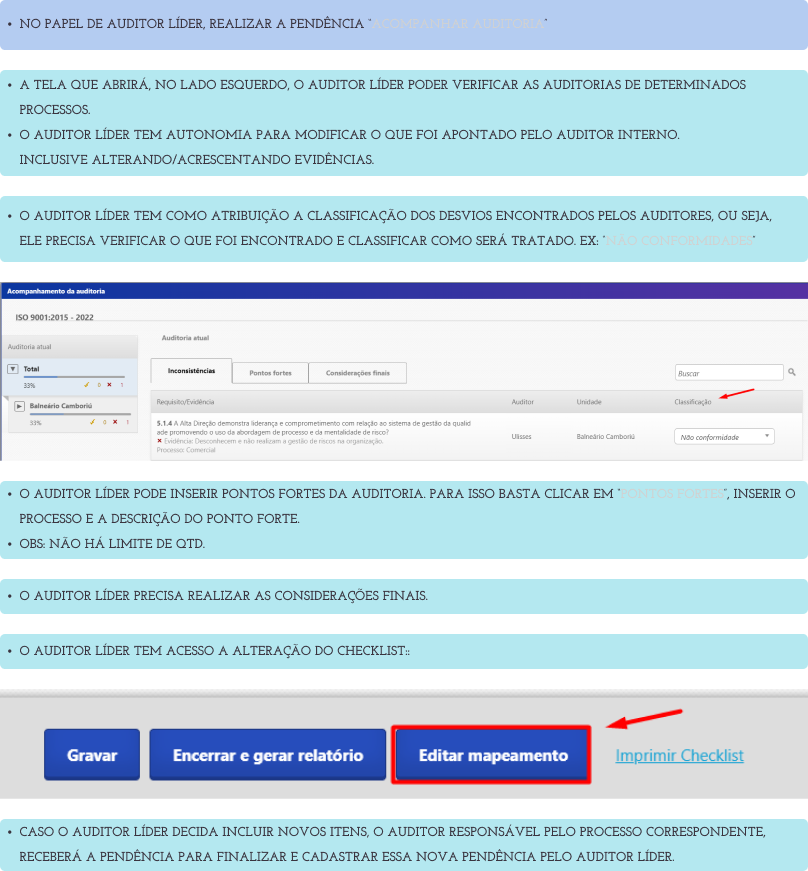 • NO PAPEL DE AUDITOR LÍDER, REALIZAR A PENDÊNCIA "ACOMPANHAR AUDITORIA"
• A TELA QUE ABRIRÁ, NO LADO ESQUERDO, O AUDITOR LÍDER PODER VERIFICAR AS AUDITORIAS DE DETERMINADOS
PROCESSOS.
• O AUDITOR LÍDER TEM AUTONOMIA PARA MODIFICAR O QUE FOI APONTADO PELO AUDITOR INTERNO.
INCLUSIVE ALTERANDO/ACRESCENTANDO EVIDÊNCIAS.
• O AUDITOR LÍDER TEM COMO ATRIBUIÇÃO A CLASSIFICAÇÃO DOS DESVIOS ENCONTRADOS PELOS AUDITORES, OU SEJA,
ELE PRECISA VERIFICAR O QUE FOI ENCONTRADO E CLASSIFICAR COMO SERÁ TRATADO. EX: "NÃO CONFORMIDADES"
Acompanhamento da auditoria
ISO 9001:2015 - 2022
Auditoria atual
Total
33% 0 1
Balneário Camboriú
33% 0 1
Auditoria atual
Inconsistências Pontos fortes Considerações finais Buscar
Requisito/Evidência Auditor Unidade Classificação
5.1.4 A Alta Direção demonstra liderança e comprometimento com relação ao sistema de gestão da qualid
ade promovendo o uso da abordagem de processo e da mentalidade de risco?
Evidência: Desconhecem e não realizam a gestão de riscos na organização.
Processo: Comercial
Ulisses Balneário Camboriú Não conformidade
• O AUDITOR LÍDER PODE INSERIR PONTOS FORTES DA AUDITORIA. PARA ISSO BASTA CLICAR EM "PONTOS FORTES", INSERIR O
PROCESSO E A DESCRIÇÃO DO PONTO FORTE.
• OBS: NÃO HÁ LIMITE DE QTD.
• O AUDITOR LÍDER PRECISA REALIZAR AS CONSIDERAÇÕES FINAIS.
• O AUDITOR LÍDER TEM ACESSO A ALTERAÇÃO DO CHECKLIST::
Gravar Encerrar e gerar relatório Editar mapeamento Imprimir Checklist
• CASO O AUDITOR LÍDER DECIDA INCLUIR NOVOS ITENS, O AUDITOR RESPONSÁVEL PELO PROCESSO CORRESPONDENTE,
RECEBERÁ A PENDÊNCIA PARA FINALIZAR E CADASTRAR ESSA NOVA PENDÊNCIA PELO AUDITOR LÍDER.